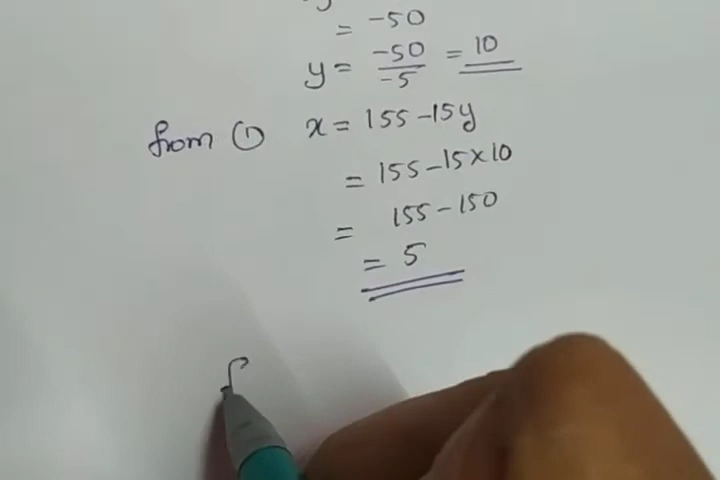 = -50
y = -50/-5 = 10
from ① x = 155 - 15y
= 155 - 15 × 10
= 155 - 150
= 5